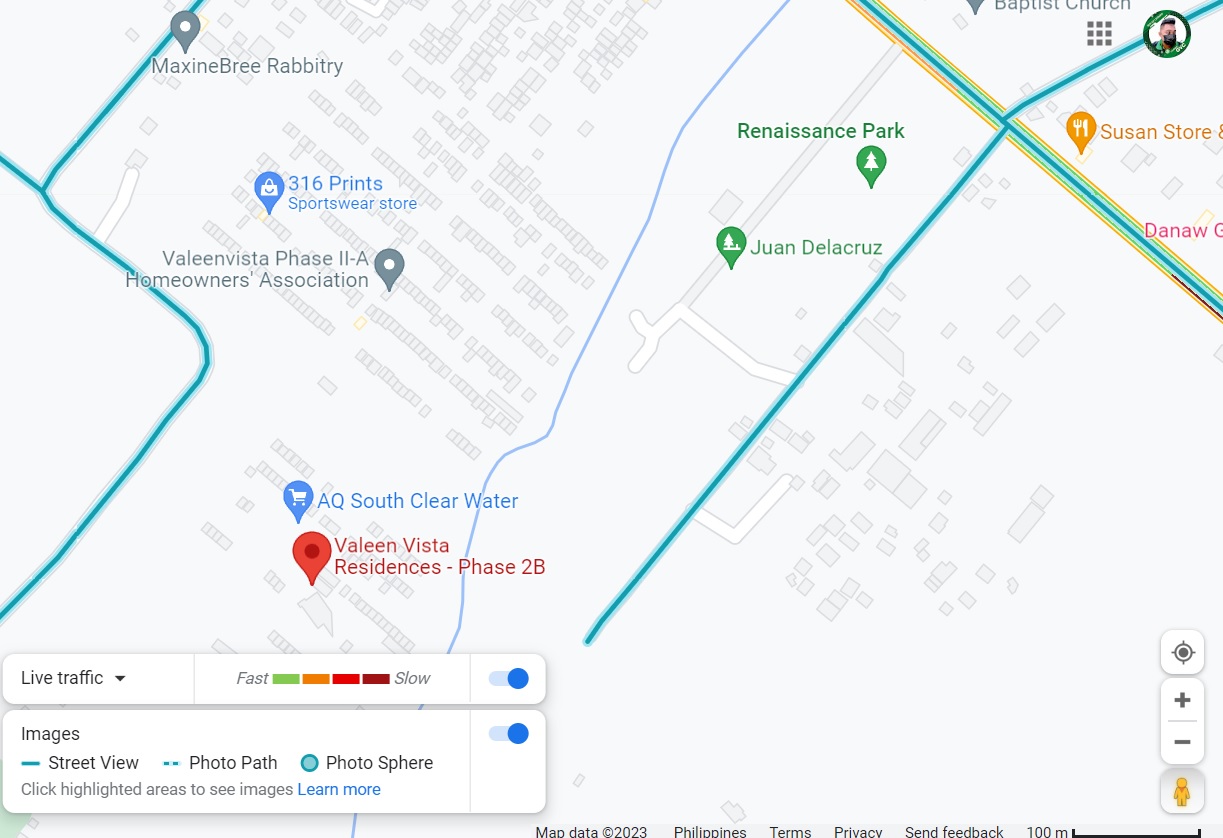 Baptist Church
MaxineBree Rabbitry
Renaissance Park
Susan Store &
316 Prints
Sportswear store
Danaw G
Juan Delacruz
Valeenvista Phase II-A
Homeowners' Association
AQ South Clear Water
Valeen Vista
Residences - Phase 2B
Live traffic
Fast
Slow
Images
Street View
Photo Path
Photo Sphere
Click highlighted areas to see images Learn more
Map data ©2023 Philippines Terms Privacy Send feedback 100 m